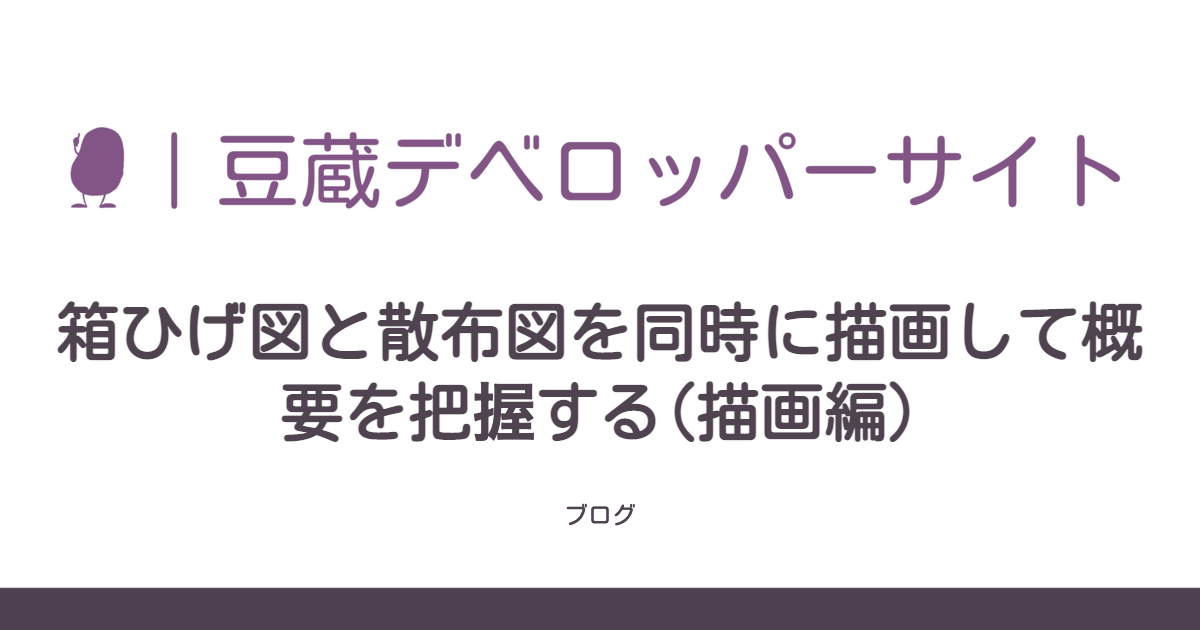 ｜豆蔵デベロッパーサイト
箱ひげ図と散布図を同時に描画して概
要を把握する(描画編)
ブログ